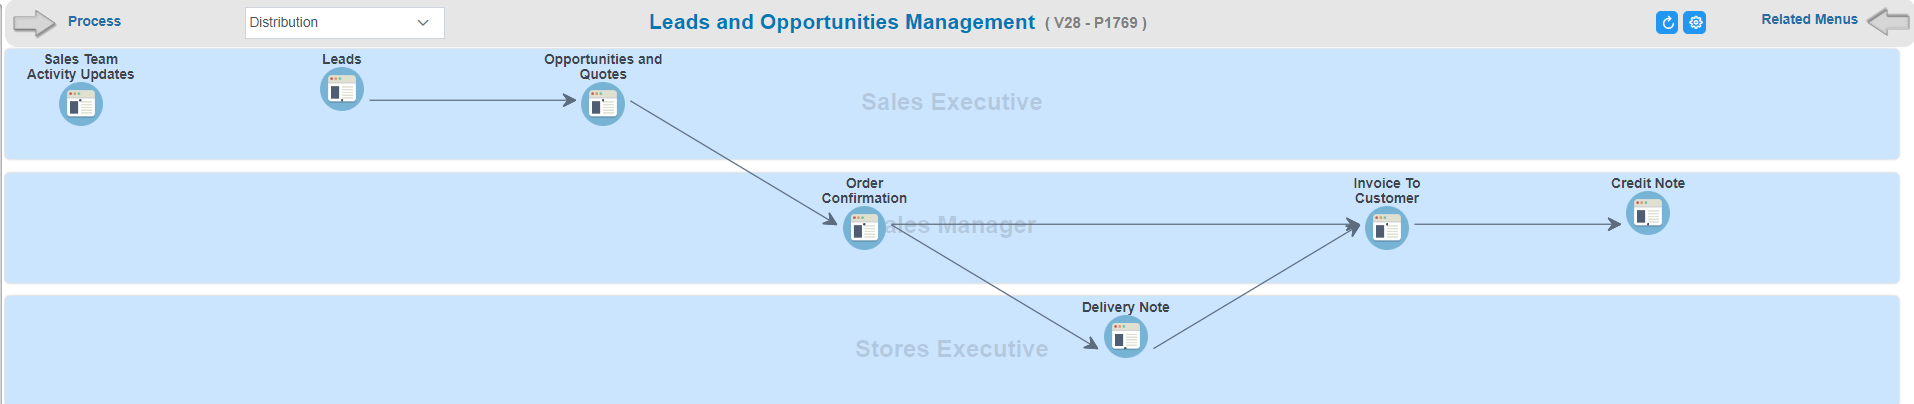 Process
Distribution
Leads and Opportunities Management ( V28 - P1769 )
Related Menus
Sales Team
Activity Updates
Leads
Opportunities and
Quotes
Sales Executive
Order
Confirmation
Sales Manager
Invoice To
Customer
Credit Note
Delivery Note
Stores Executive